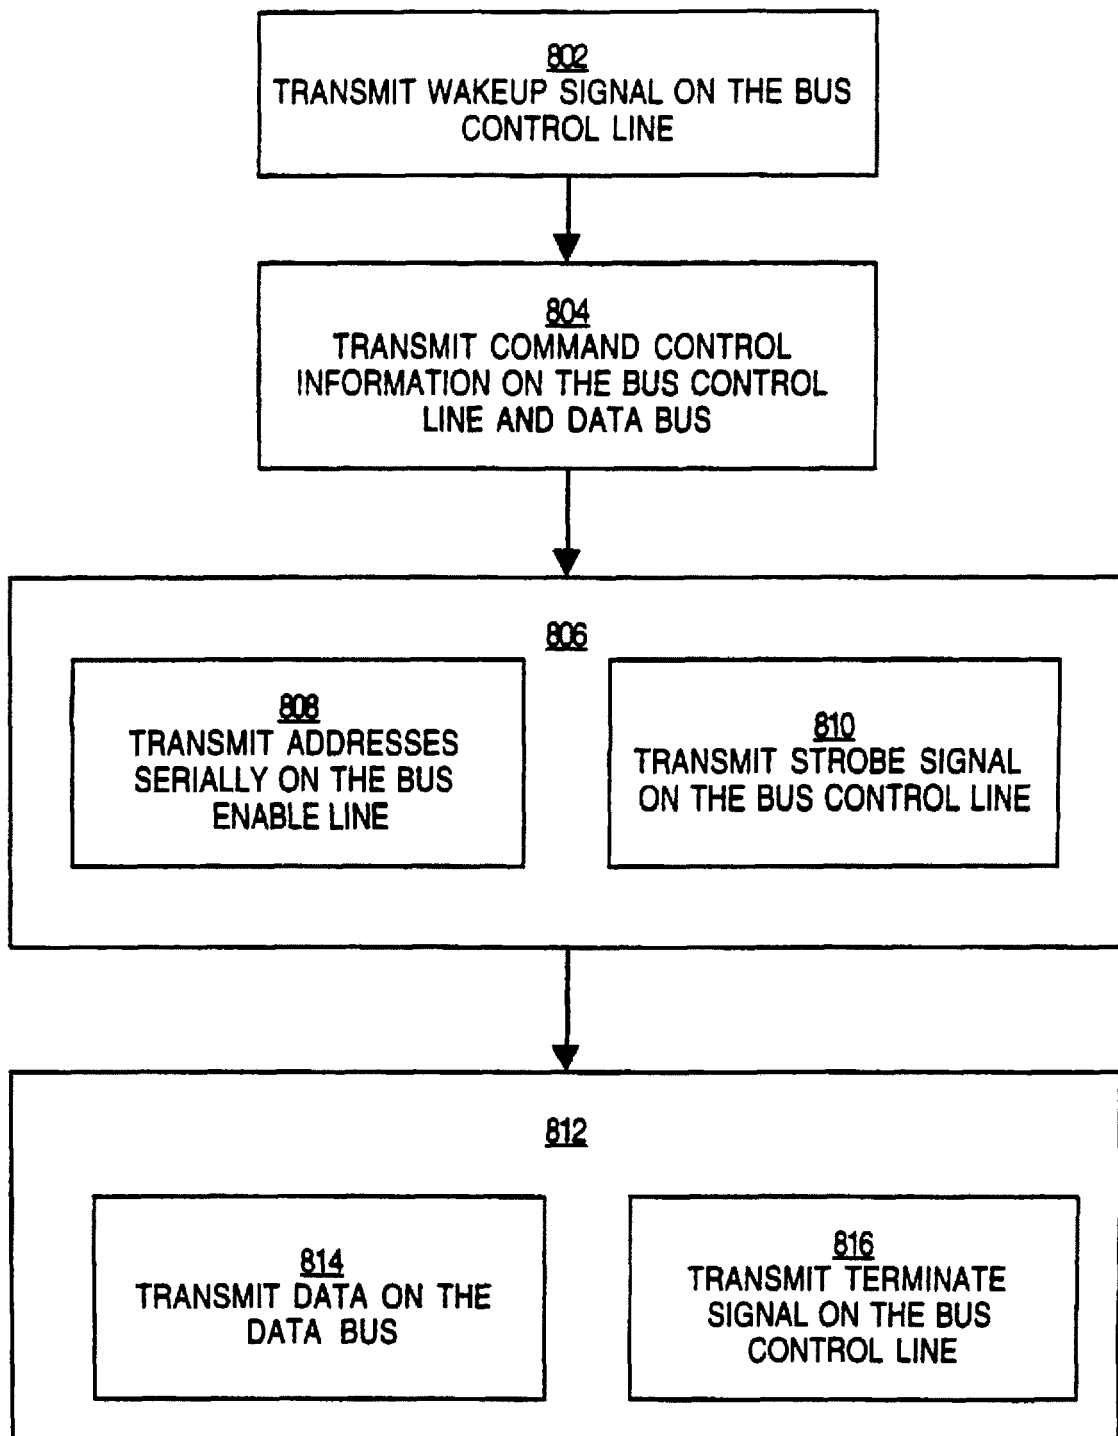 802
TRANSMIT WAKEUP SIGNAL ON THE BUS
CONTROL LINE
804
TRANSMIT COMMAND CONTROL
INFORMATION ON THE BUS CONTROL
LINE AND DATA BUS
806
808
TRANSMIT ADDRESSES
SERIALLY ON THE BUS
ENABLE LINE
810
TRANSMIT STROBE SIGNAL
ON THE BUS CONTROL LINE
812
814
TRANSMIT DATA ON THE
DATA BUS
816
TRANSMIT TERMINATE
SIGNAL ON THE BUS
CONTROL LINE